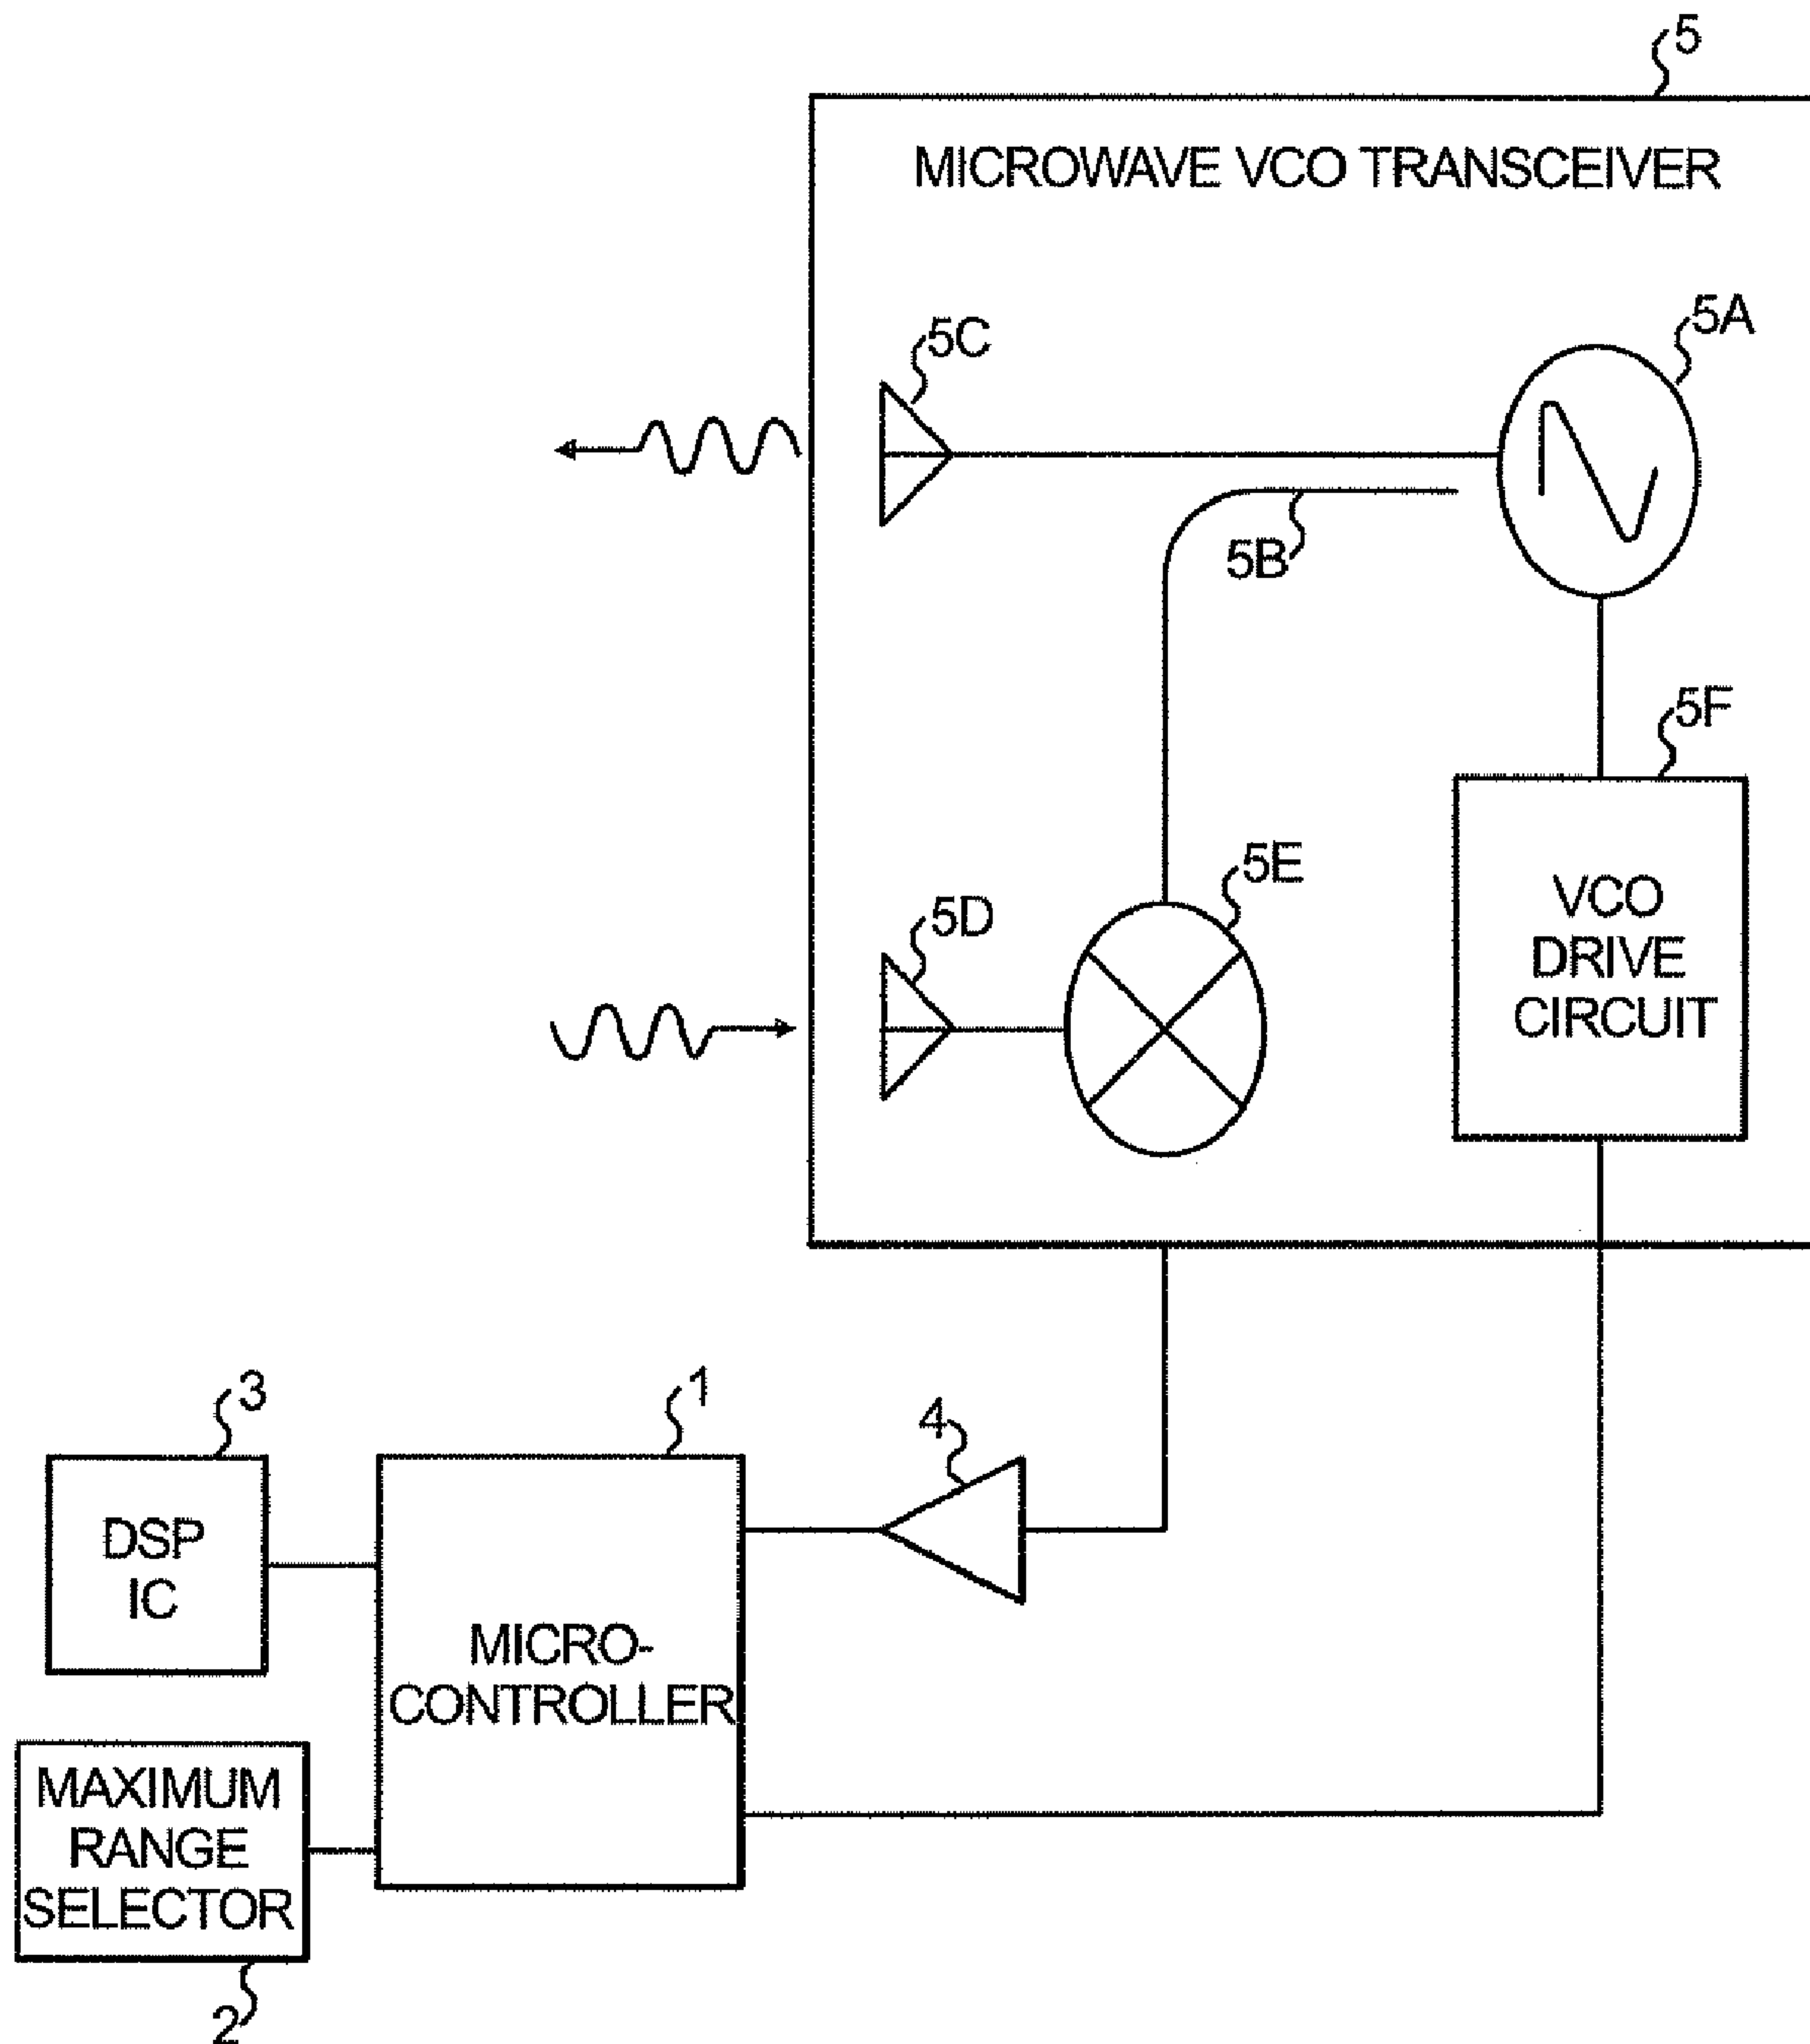 5
MICROWAVE VCO TRANSCEIVER
5A
5C
5B
5F
5E
VCO
DRIVE
CIRCUIT
5D
3
1
4
DSP
IC
MICRO-
CONTROLLER
MAXIMUM
RANGE
SELECTOR
2